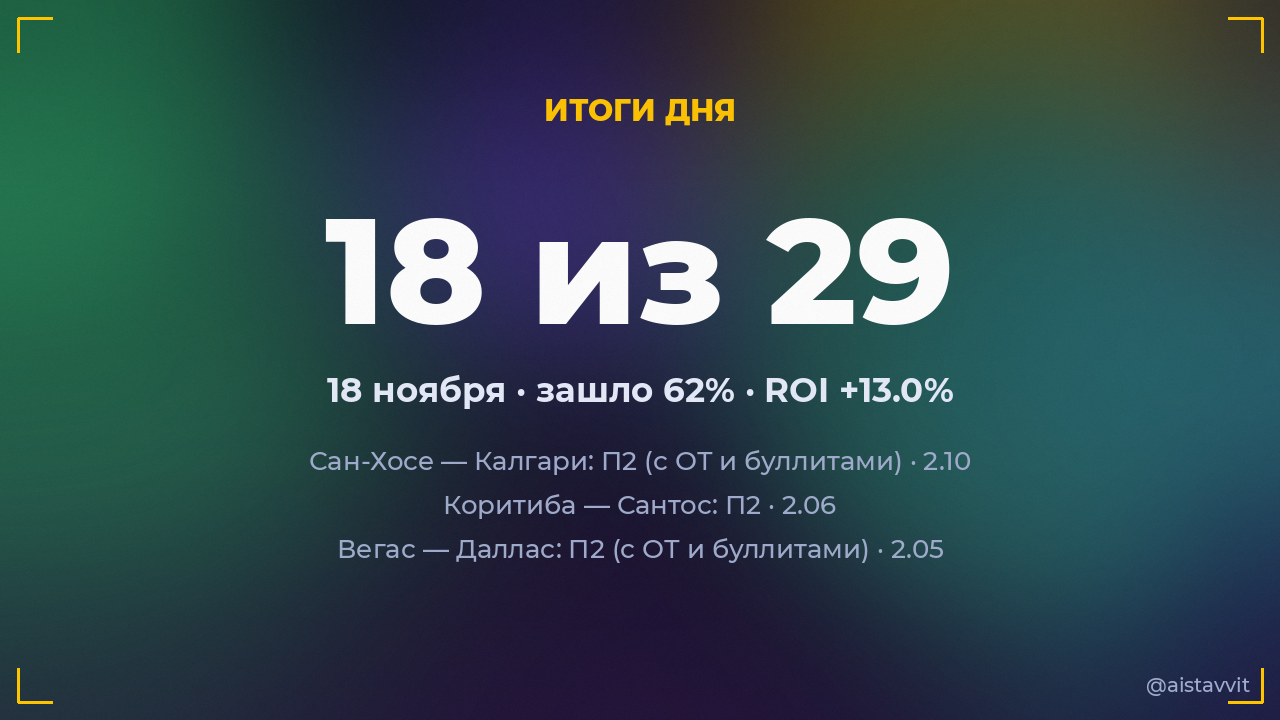 ИТОГИ ДНЯ
18 из 29
18 ноября · зашло 62% · ROI +13.0%
Сан-Хосе — Калгари: П2 (с ОТ и буллитами) · 2.10
Коритиба — Сантос: П2 · 2.06
Вегас — Даллас: П2 (с ОТ и буллитами) · 2.05
@aistavvit